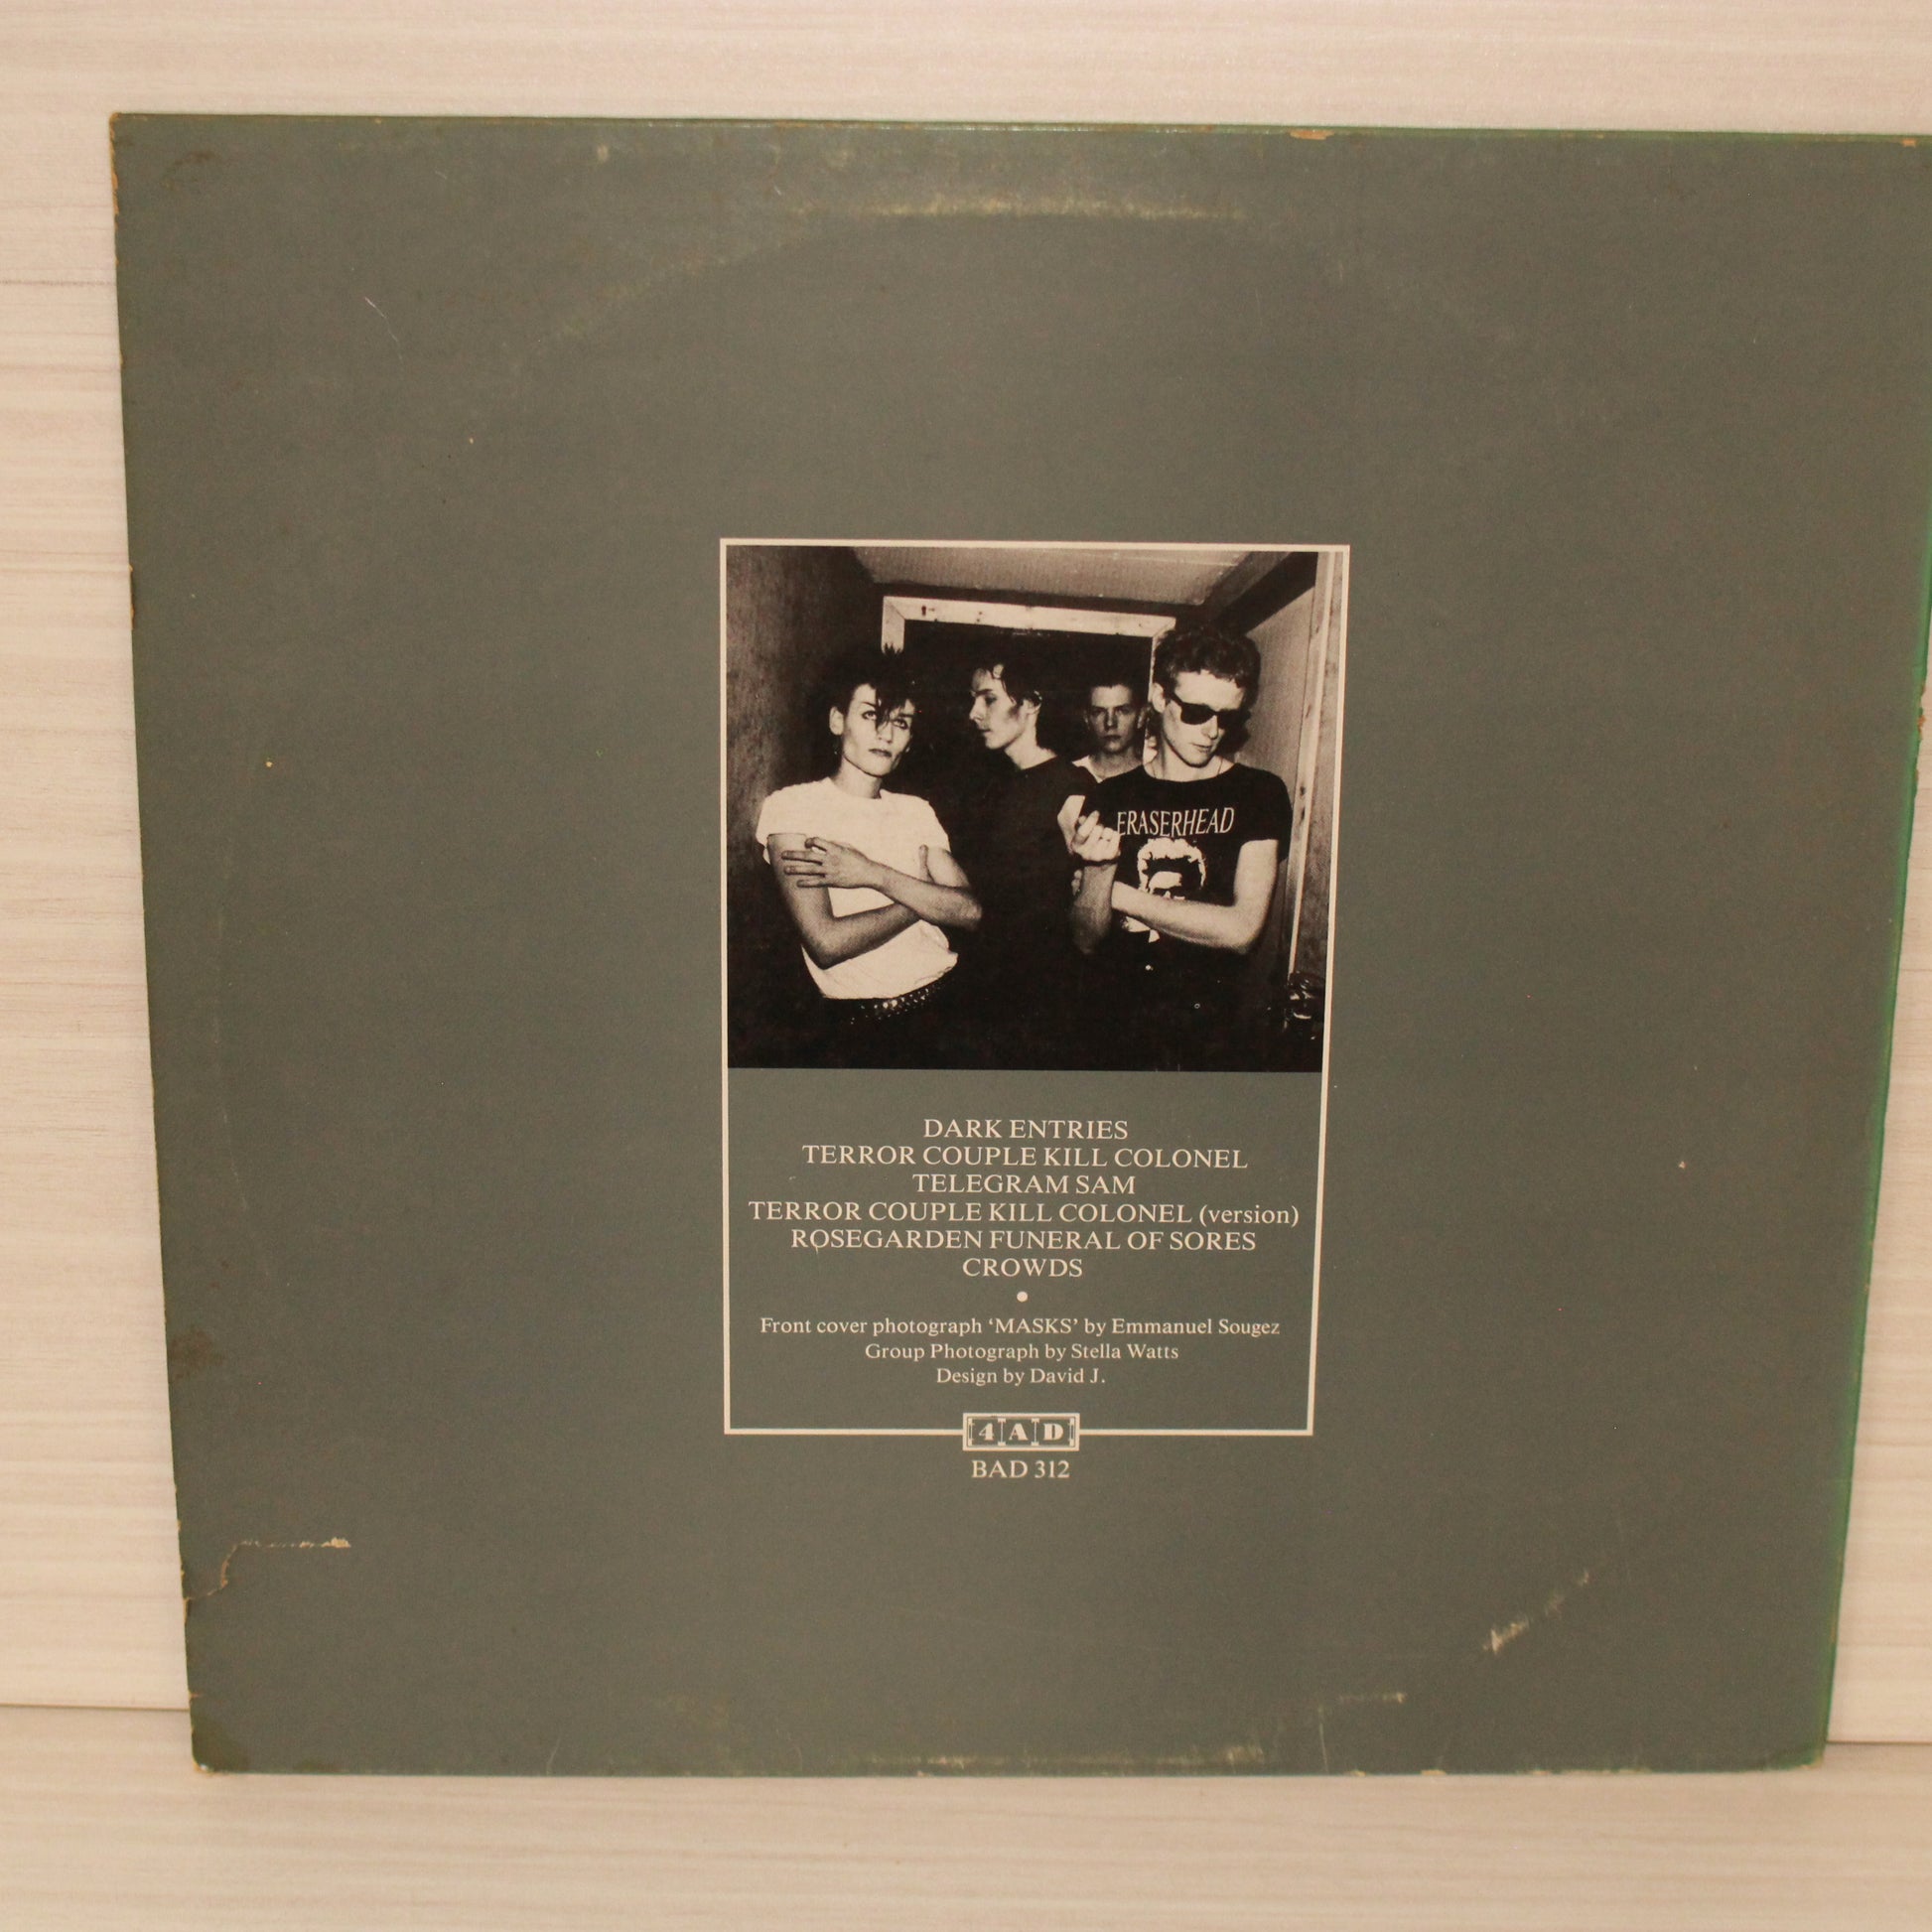 ERASERHEAD
DARK ENTRIES
TERROR COUPLE KILL COLONEL
TELEGRAM SAM
TERROR COUPLE KILL COLONEL (version)
ROSEGARDEN FUNERAL OF SORES
CROWDS
Front cover photograph ‘MASKS’ by Emmanuel Sougez
Group Photograph by Stella Watts
Design by David J.
4AD
BAD 312